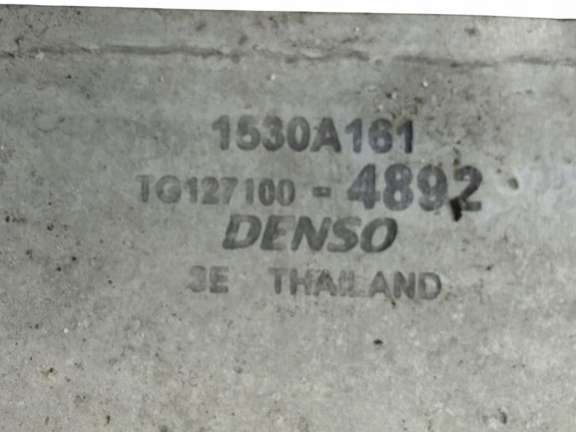 1530A161
TG127100-4892
DENSO
3E THAILAND